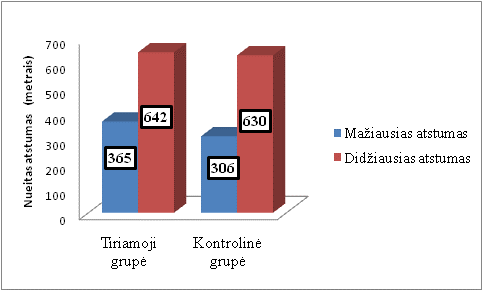 Nueitas atstumas (metrais)
700
600
500
400
300
200
100
0
365
642
306
630
Tiriamoji
grupė
Kontrolinė
grupė
Mažiausias atstumas
Didžiausias atstumas